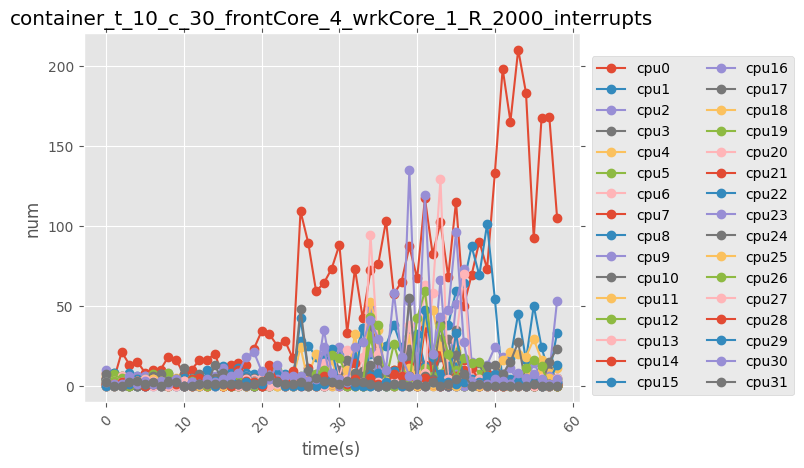 container_t_10_c_30_frontCore_4_wrkCore_1_R_2000_interrupts
200
150
100
50
0
num
0
10
20
30
40
50
60
time(s)
cpu0
cpu1
cpu2
cpu3
cpu4
cpu5
cpu6
cpu7
cpu8
cpu9
cpu10
cpu11
cpu12
cpu13
cpu14
cpu15
cpu16
cpu17
cpu18
cpu19
cpu20
cpu21
cpu22
cpu23
cpu24
cpu25
cpu26
cpu27
cpu28
cpu29
cpu30
cpu31